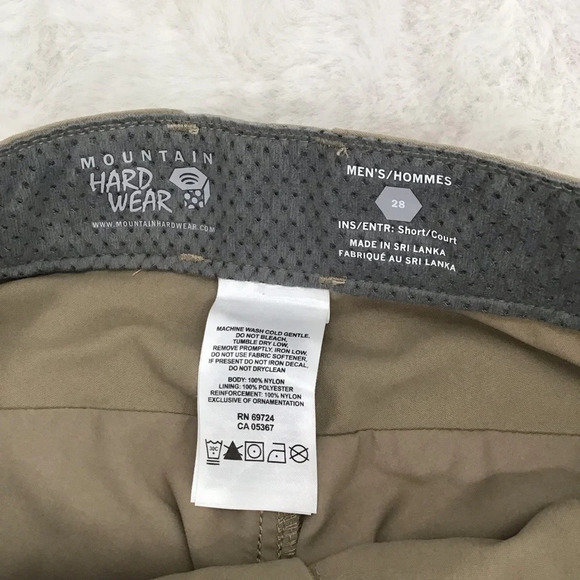 MOUNTAIN
HARD
WEAR
WWW.MOUNTAINHARDWEAR.COM
MEN'S/HOMMES
28
INS/ENTR: Short/Court
MADE IN SRI LANKA
FABRIQUÉ AU SRI LANKA
MACHINE WASH COLD GENTLE.
DO NOT BLEACH.
TUMBLE DRY LOW.
REMOVE PROMPTLY, IRON LOW.
DO NOT USE FABRIC SOFTENER.
IF PRESENT DO NOT IRON DECAL.
DO NOT DRYCLEAN
BODY: 100% NYLON
LINING: 100% POLYESTER
REINFORCEMENT: 100% NYLON
EXCLUSIVE OF ORNAMENTATION
RN 69724
CA 05367
30C